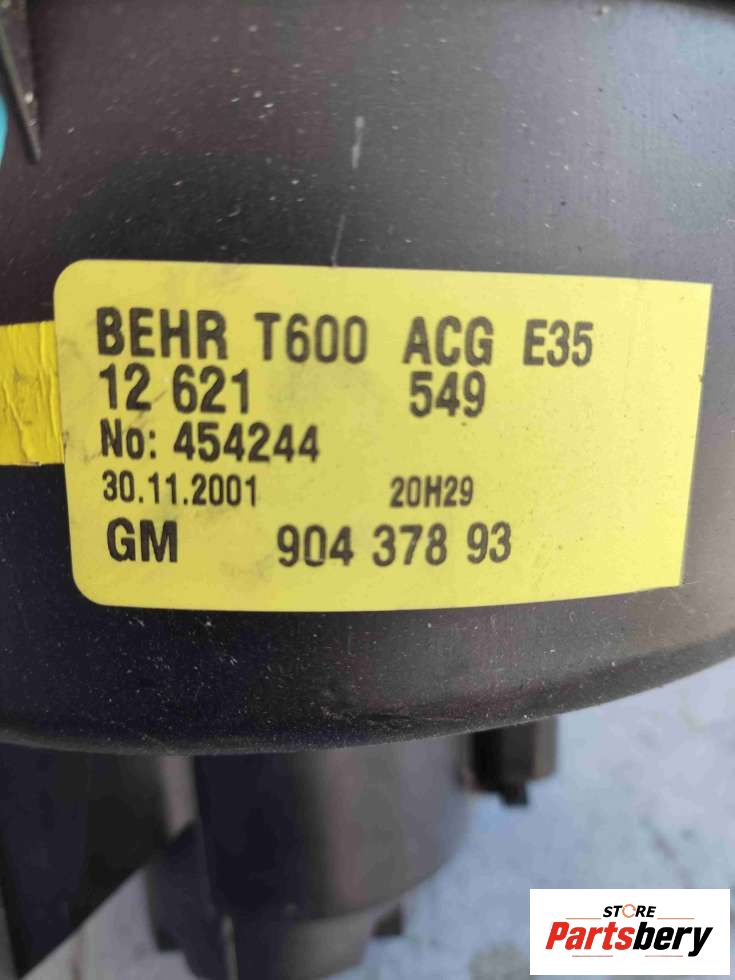 BEHR T600 ACG E35
12 621 549
No: 454244
30.11.2001 20H29
GM 904 378 93
STORE
Partsbery